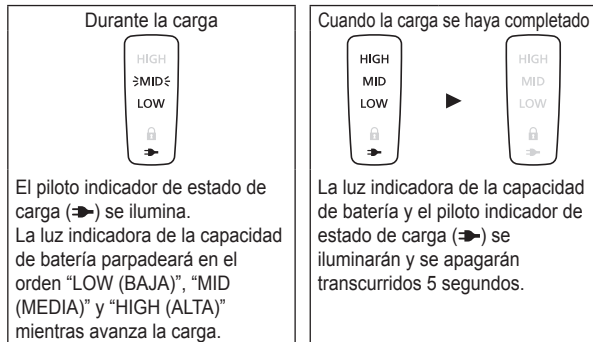 Durante la carga
HIGH
MID
LOW
El piloto indicador de estado de
carga () se ilumina.
La luz indicadora de la capacidad
de batería parpadeará en el
orden “LOW (BAJA)”, “MID
(MEDIA)” y “HIGH (ALTA)”
mientras avanza la carga.
Cuando la carga se haya completado
HIGH
MID
LOW
HIGH
MID
LOW
La luz indicadora de la capacidad
de batería y el piloto indicador de
estado de carga () se
iluminarán y se apagarán
transcurridos 5 segundos.